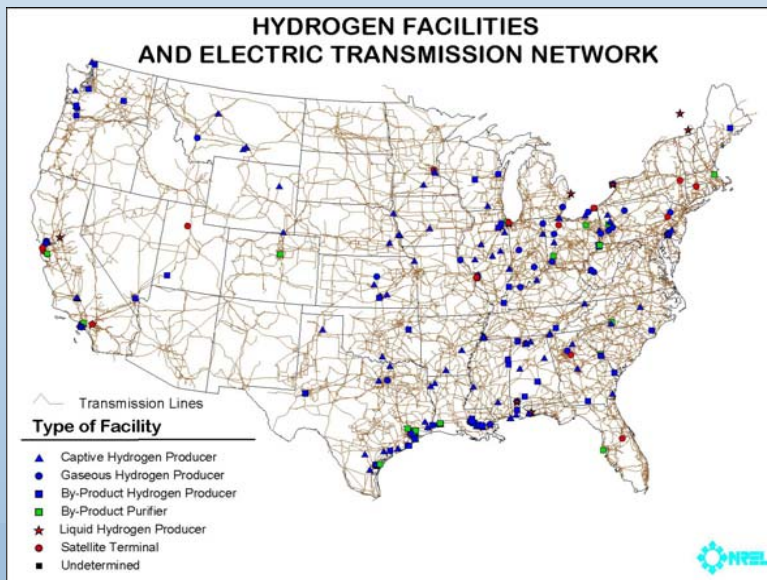 HYDROGEN FACILITIES
AND ELECTRIC TRANSMISSION NETWORK
Transmission Lines
Type of Facility
Captive Hydrogen Producer
Gaseous Hydrogen Producer
By-Product Hydrogen Producer
By-Product Purifier
Liquid Hydrogen Producer
Satellite Terminal
Undetermined
NREL